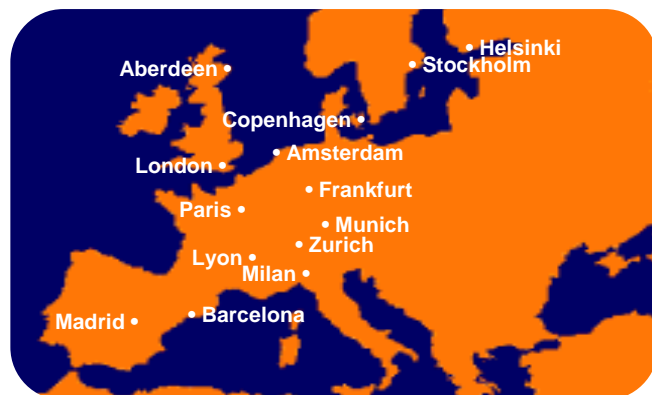 Helsinki
Stockholm
Aberdeen
Copenhagen
Amsterdam
London
Frankfurt
Paris
Munich
Zurich
Lyon
Milan
Barcelona
Madrid